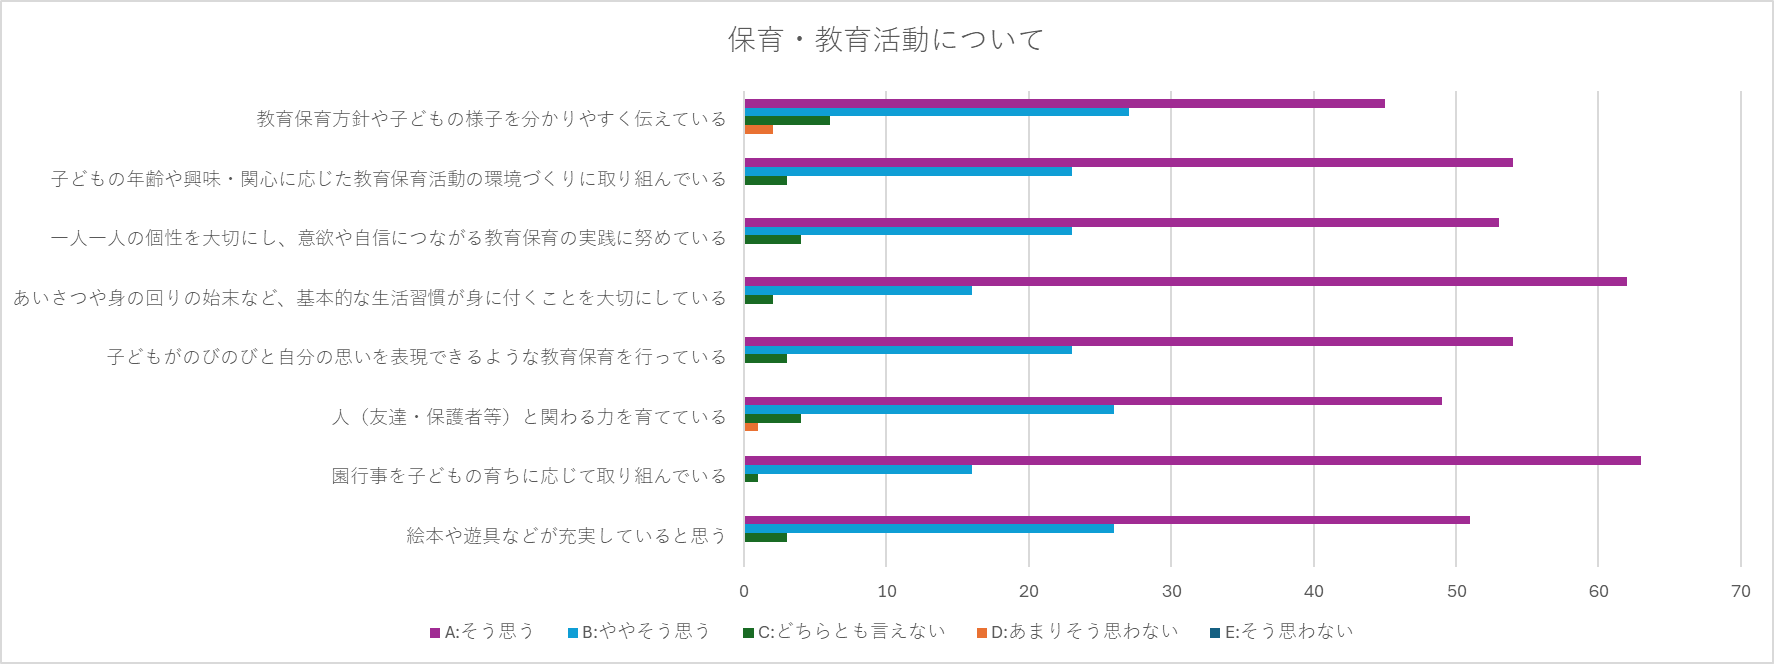 保育・教育活動について
教育保育方針や子どもの様子を分かりやすく伝えている
子どもの年齢や興味・関心に応じた教育保育活動の環境づくりに取り組んでいる
一人一人の個性を大切にし、意欲や自信につながる教育保育の実践に努めている
あいさつや身の回りの始末など、基本的な生活習慣が身に付くことを大切にしている
子どもがのびのびと自分の思いを表現できるような教育保育を行っている
人（友達・保護者等）と関わる力を育てている
園行事を子どもの育ちに応じて取り組んでいる
絵本や遊具などが充実していると思う
0 10 20 30 40 50 60 70
A:そう思う B:ややそう思う C:どちらとも言えない D:あまりそう思わない E:そう思わない